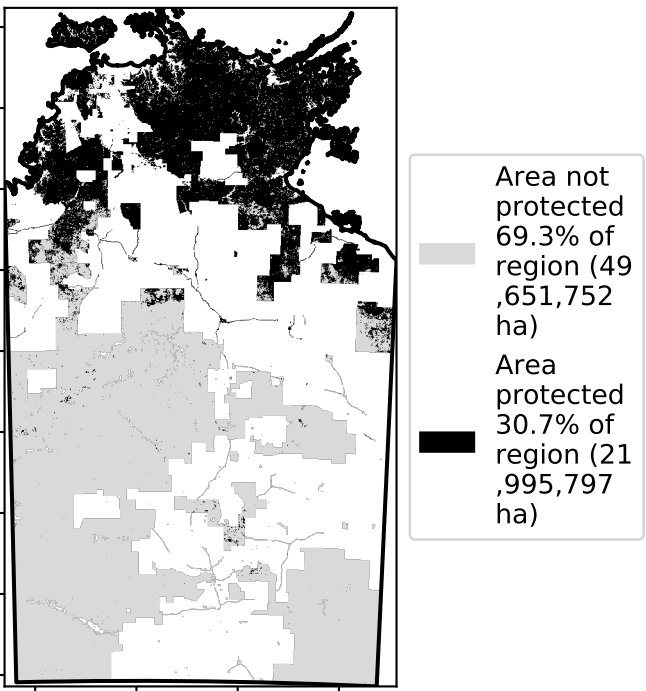 Area not
protected
69.3% of
region (49
,651,752
ha)
Area
protected
30.7% of
region (21
,995,797
ha)